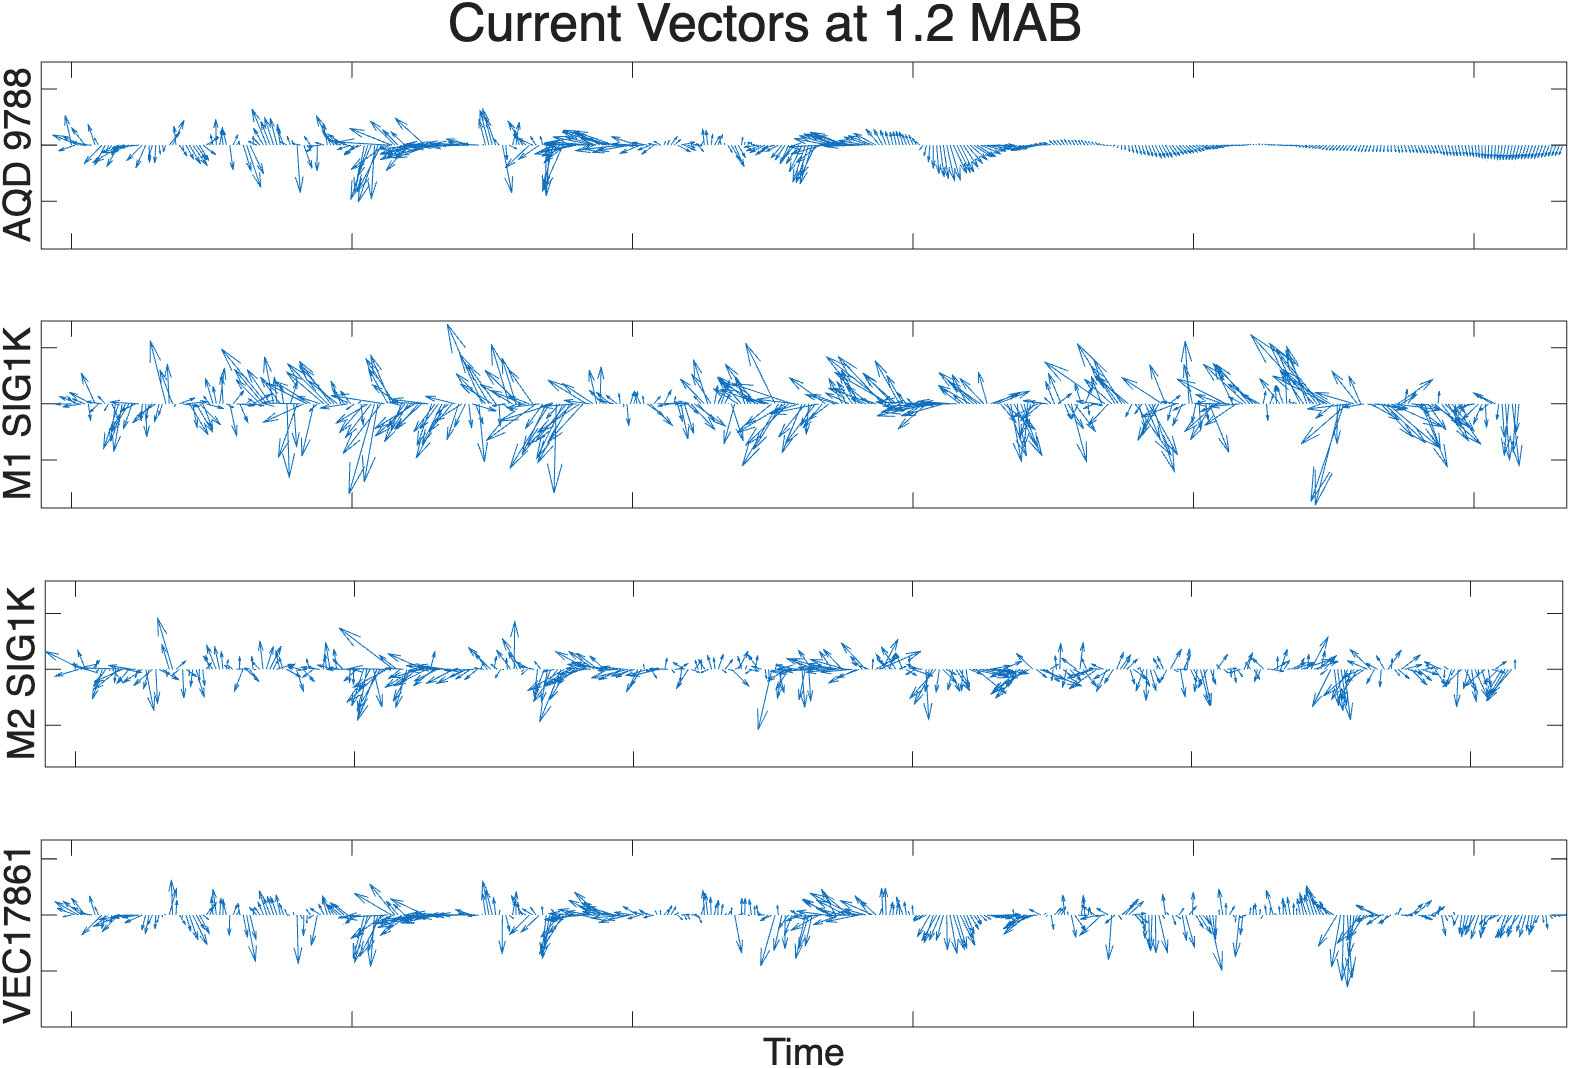 Current Vectors at 1.2 MAB
AQD 9788
M1 SIG1K
M2 SIG1K
VEC17861
Time